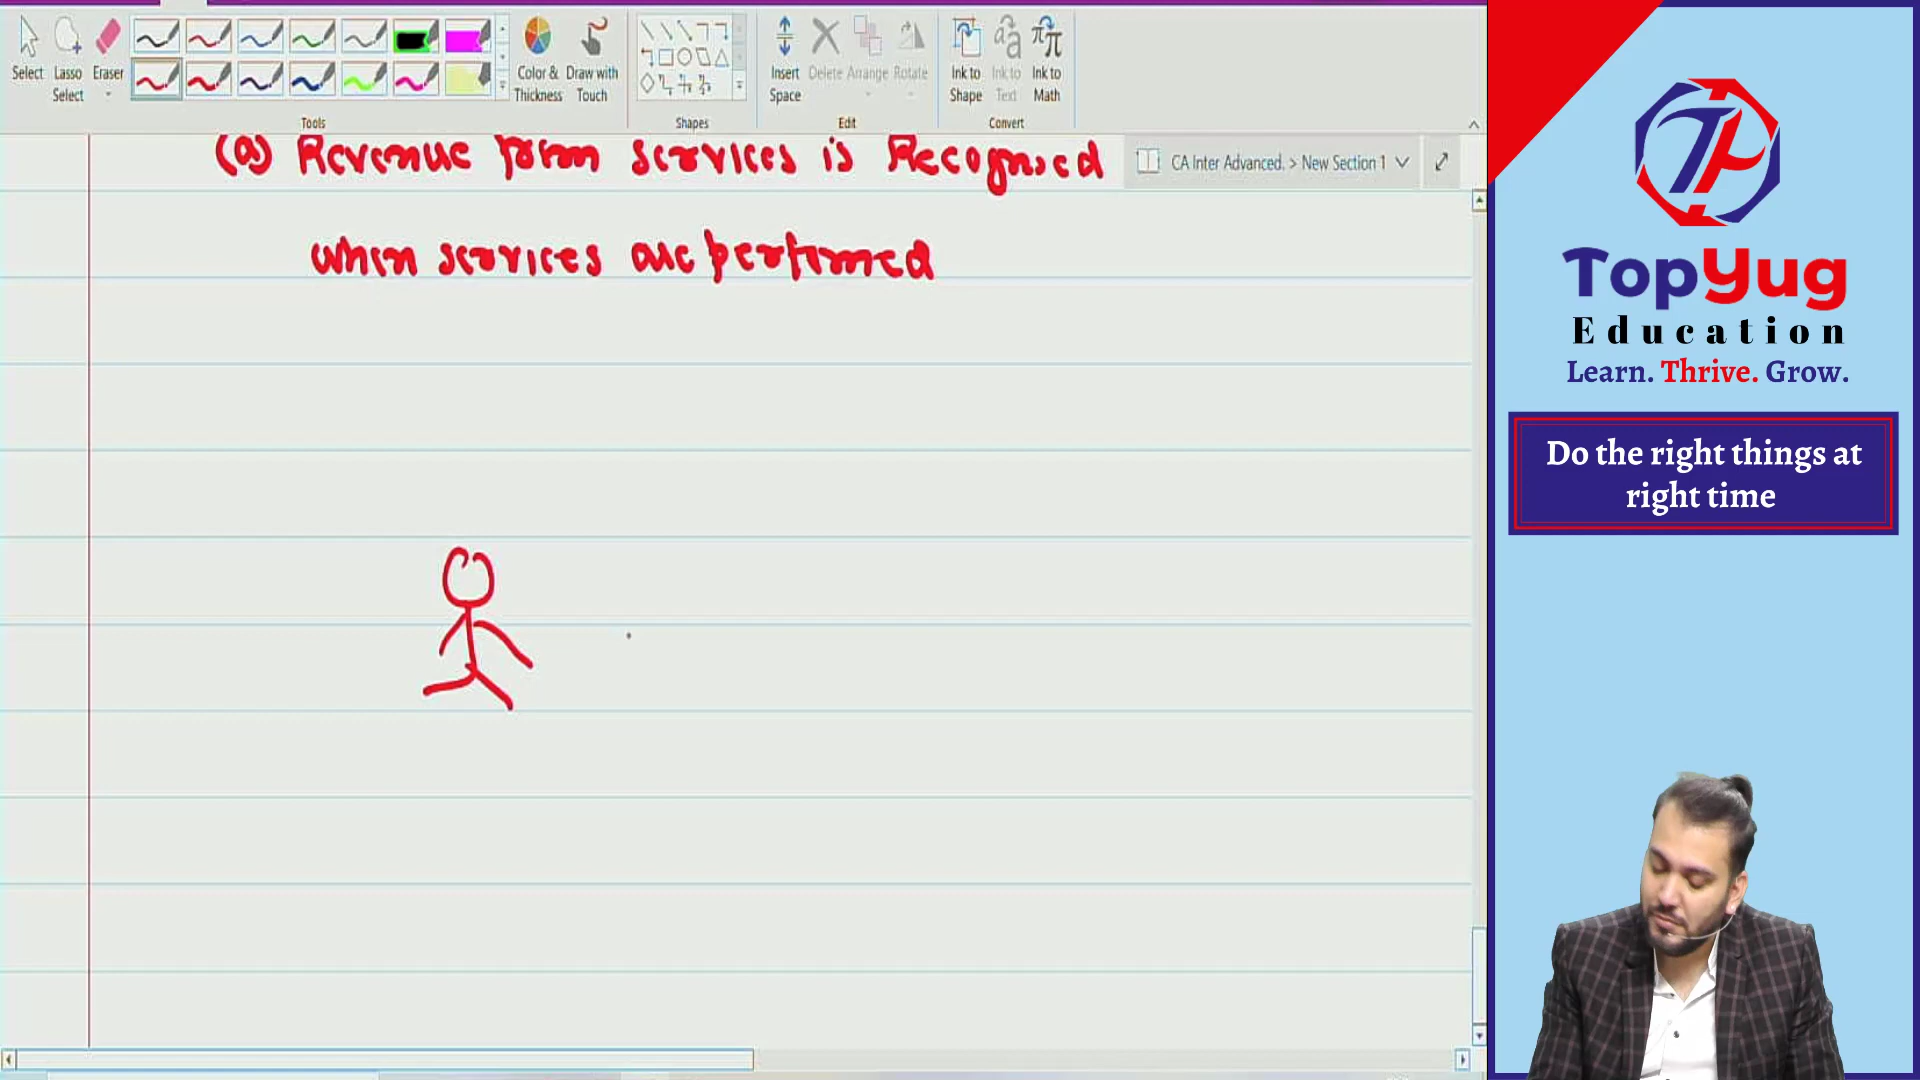 Select
Lasso Select
Eraser
Color & Thickness
Draw with Touch
Insert Space
Delete
Arrange
Rotate
Ink to Shape
Ink to Text
Ink to Math
Tools
Shapes
Edit
Convert
CA Inter Advanced. > New Section 1
(a) Revenue form services is Recognised
when services are performed
TopYug
Education
Learn. Thrive. Grow.
Do the right things at
right time